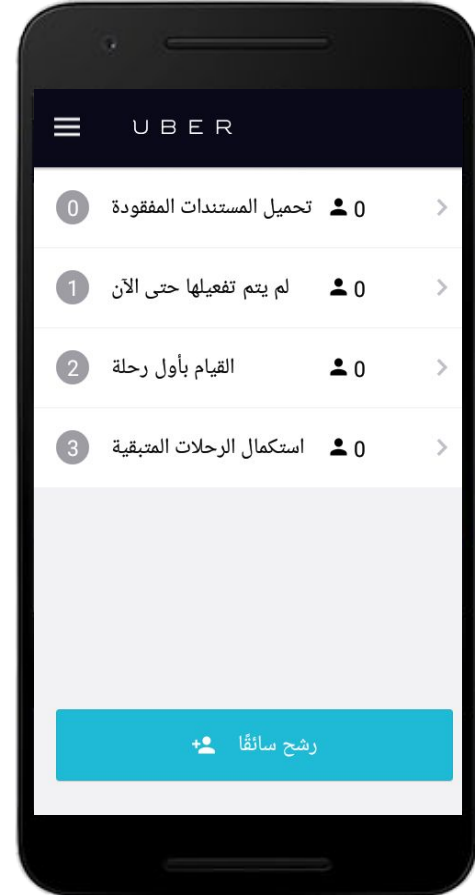 UBER
0 تحميل المستندات المفقودة 0
1 لم يتم تفعيلها حتى الآن 0
2 القيام بأول رحلة 0
3 استكمال الرحلات المتبقية 0
رشح سائقًا